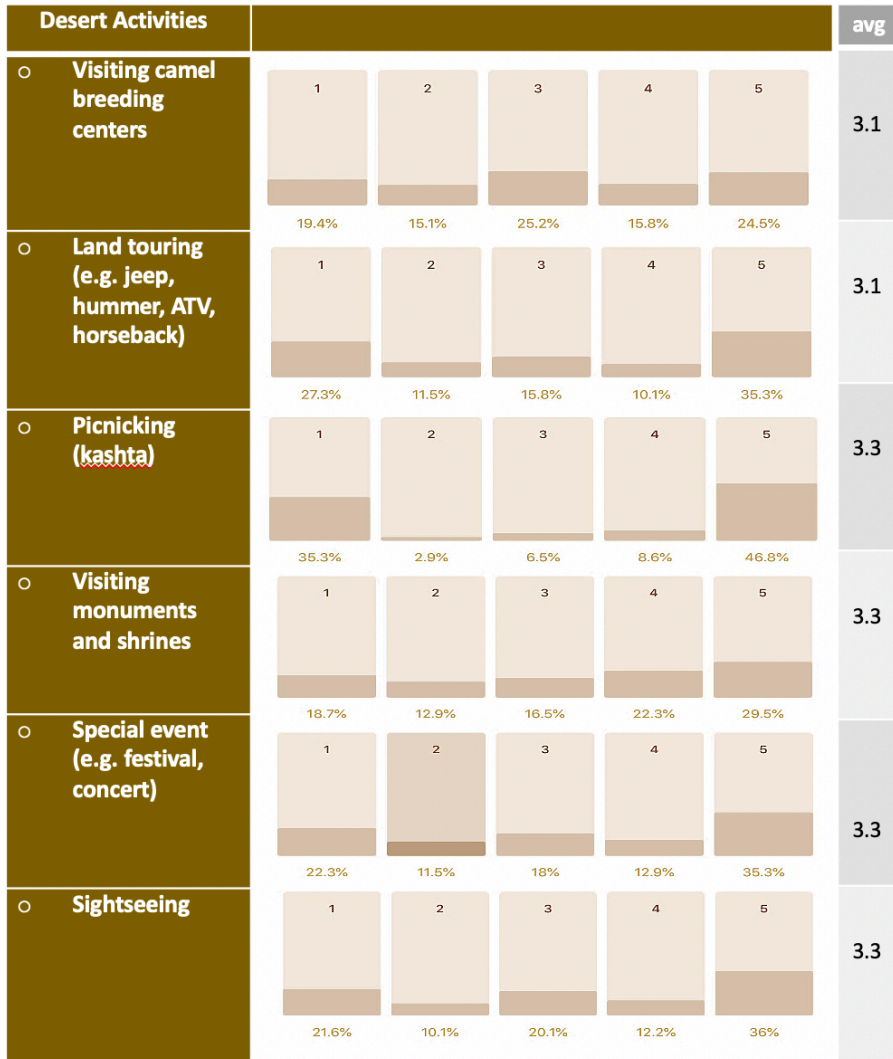 Desert Activities
avg
Visiting camel
breeding
centers
1 2 3 4 5
19.4% 15.1% 25.2% 15.8% 24.5%
3.1
Land touring
(e.g. jeep,
hummer, ATV,
horseback)
1 2 3 4 5
27.3% 11.5% 15.8% 10.1% 35.3%
3.1
Picnicking
(kashta)
1 2 3 4 5
35.3% 2.9% 6.5% 8.6% 46.8%
3.3
Visiting
monuments
and shrines
1 2 3 4 5
18.7% 12.9% 16.5% 22.3% 29.5%
3.3
Special event
(e.g. festival,
concert)
1 2 3 4 5
22.3% 11.5% 18% 12.9% 35.3%
3.3
Sightseeing
1 2 3 4 5
21.6% 10.1% 20.1% 12.2% 36%
3.3